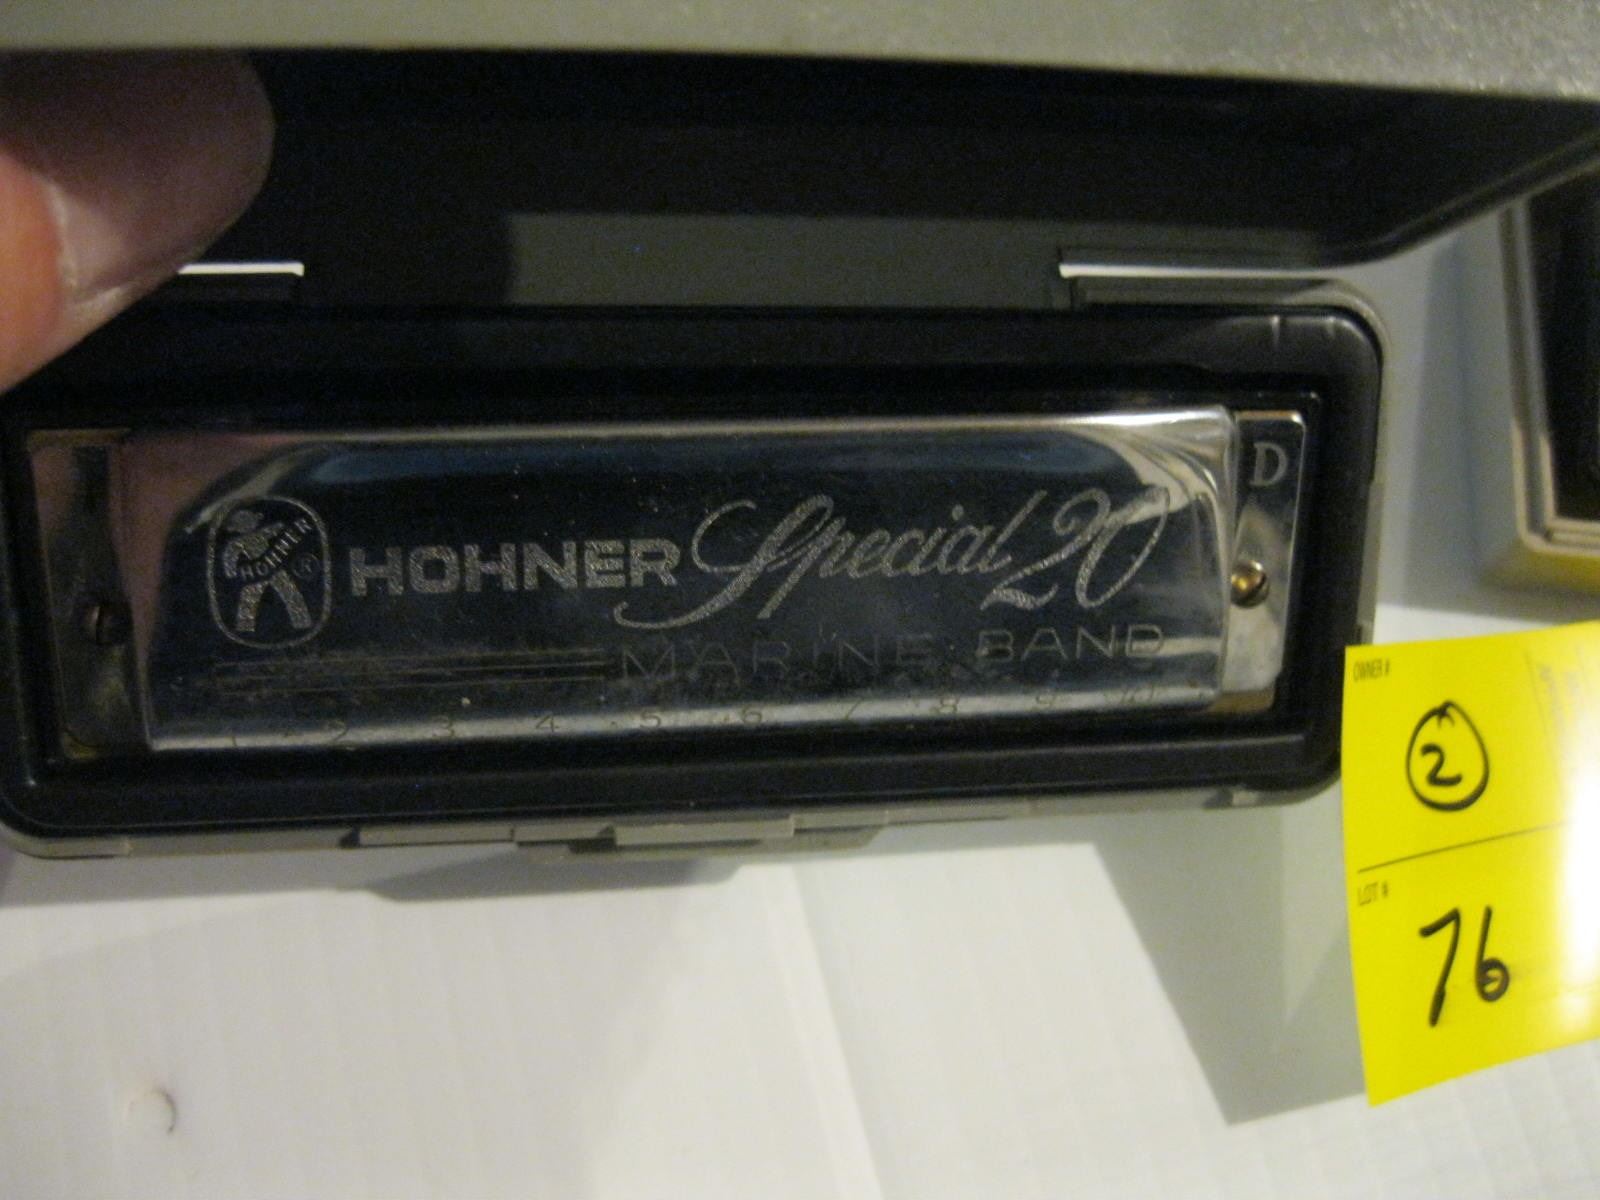 D
HOHNER
®
HOHNER Special 20
MARINE BAND
1 2 3 4 5 6 7 8 9 10
OWNER #
2
LOT #
76